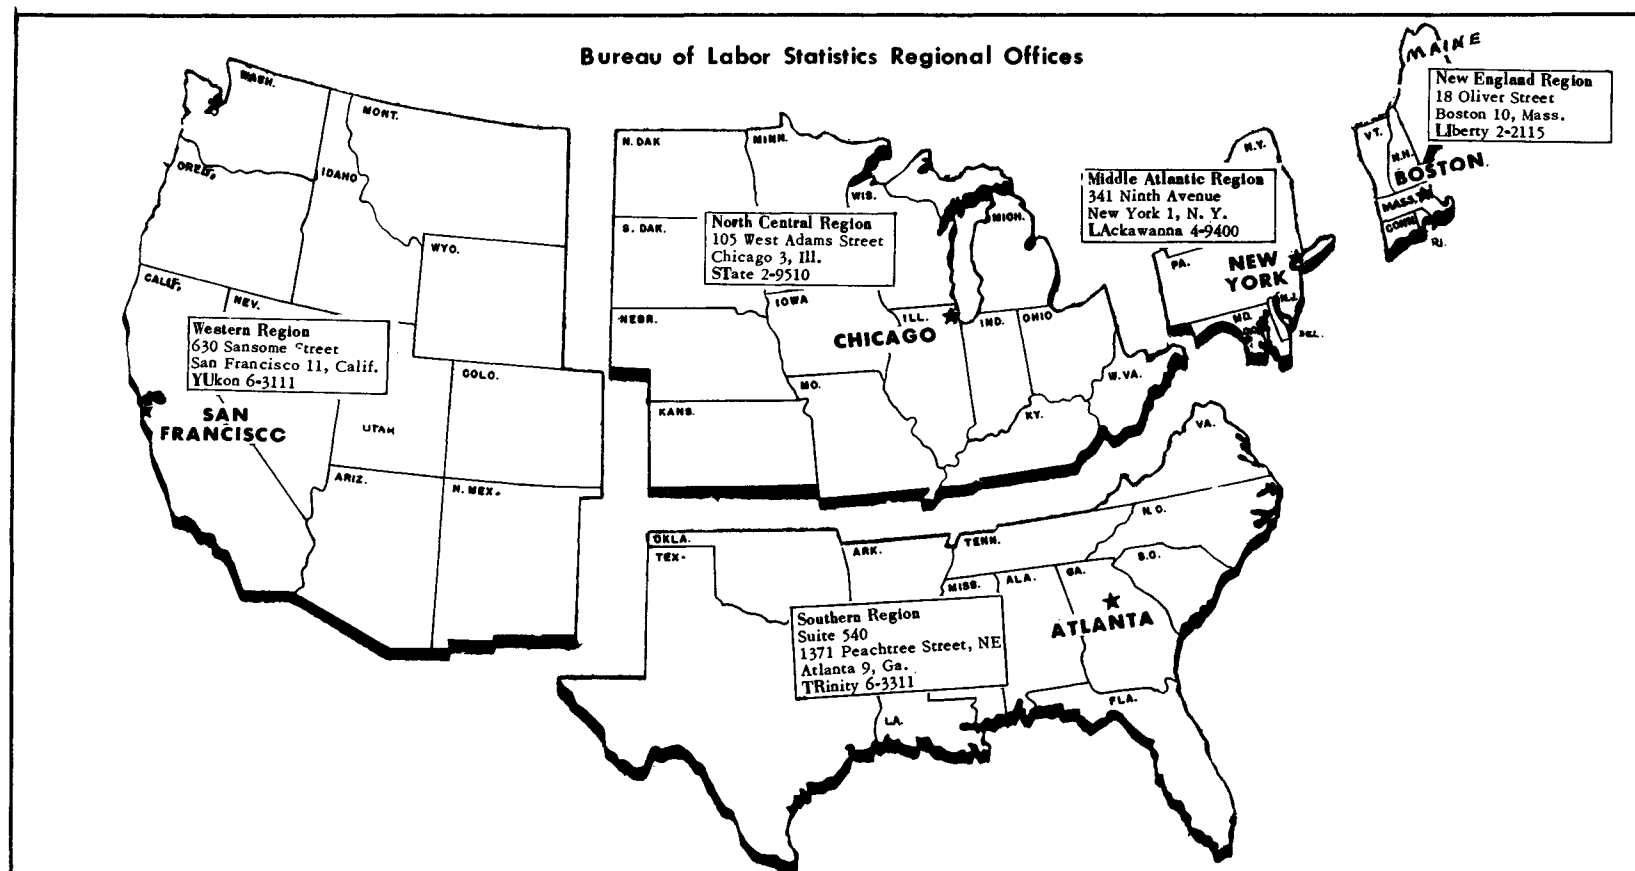 Bureau of Labor Statistics Regional Offices
MAINE
New England Region
18 Oliver Street
Boston 10, Mass.
LIberty 2-2115
VT.
N.H.
BOSTON.
MASS.
CONN.
R.I.
N.Y.
Middle Atlantic Region
341 Ninth Avenue
New York 1, N. Y.
LAckawanna 4-9400
PA.
NEW
YORK
N.J.
MD.
DEL.
WASH.
MONT.
OREG.
IDAHO
WYO.
CALIF.
NEV.
Western Region
630 Sansome Street
San Francisco 11, Calif.
YUkon 6-3111
SAN
FRANCISCO
UTAH
COLO.
ARIZ.
N. MEX.
N. DAK
MINN.
WIS.
MICH.
S. DAK.
North Central Region
105 West Adams Street
Chicago 3, Ill.
STate 2-9510
IOWA
NEBR.
ILL.
IND.
OHIO
CHICAGO
MO.
KANS.
KY.
W.VA.
VA.
OKLA.
TEX.
ARK.
TENN.
N.C.
S.C.
MISS.
ALA.
GA.
Southern Region
Suite 540
1371 Peachtree Street, NE
Atlanta 9, Ga.
TRinity 6-3311
ATLANTA
LA.
FLA.